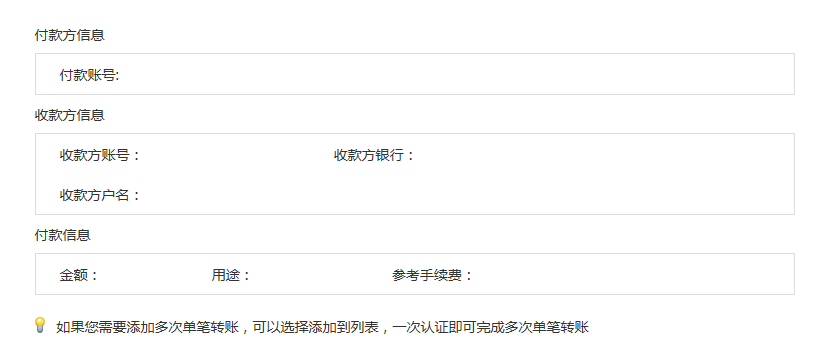 付款方信息
付款账号:
收款方信息
收款方账号： 收款方银行：
收款方户名：
付款信息
金额： 用途： 参考手续费：
如果您需要添加多次单笔转账，可以选择添加到列表，一次认证即可完成多次单笔转账